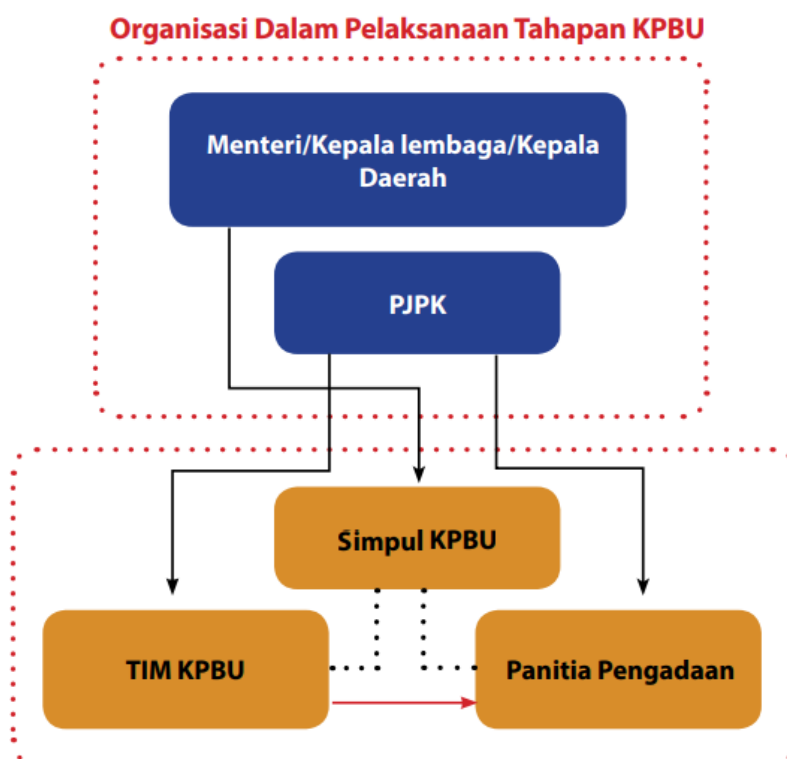 Organisasi Dalam Pelaksanaan Tahapan KPBU
Menteri/Kepala lembaga/Kepala
Daerah
PJPK
Simpul KPBU
TIM KPBU
Panitia Pengadaan